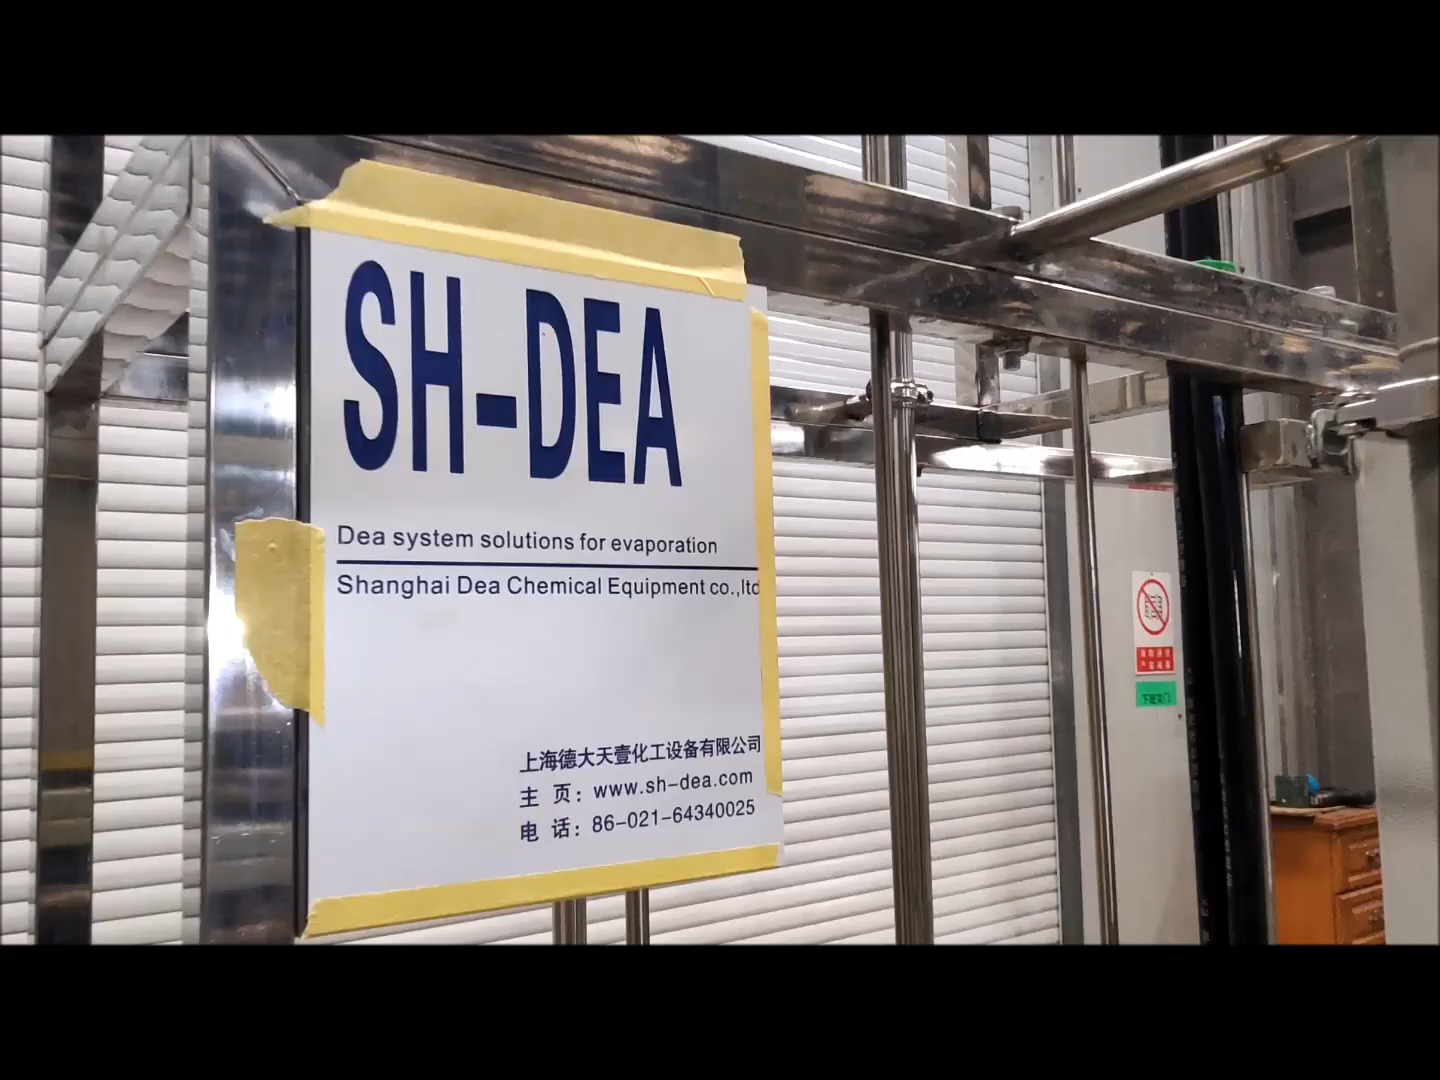 SH-DEA
Dea system solutions for evaporation
Shanghai Dea Chemical Equipment co.,ltd
上海德大天壹化工设备有限公司
主 页: www.sh-dea.com
电 话: 86-021-64340025